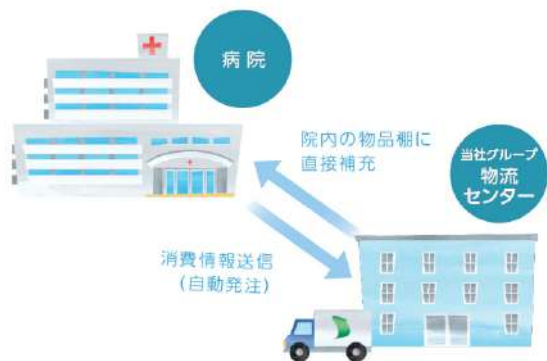 病院
院内の物品棚に
直接補充
当社グループ
物流
センター
消費情報送信
(自動発注)